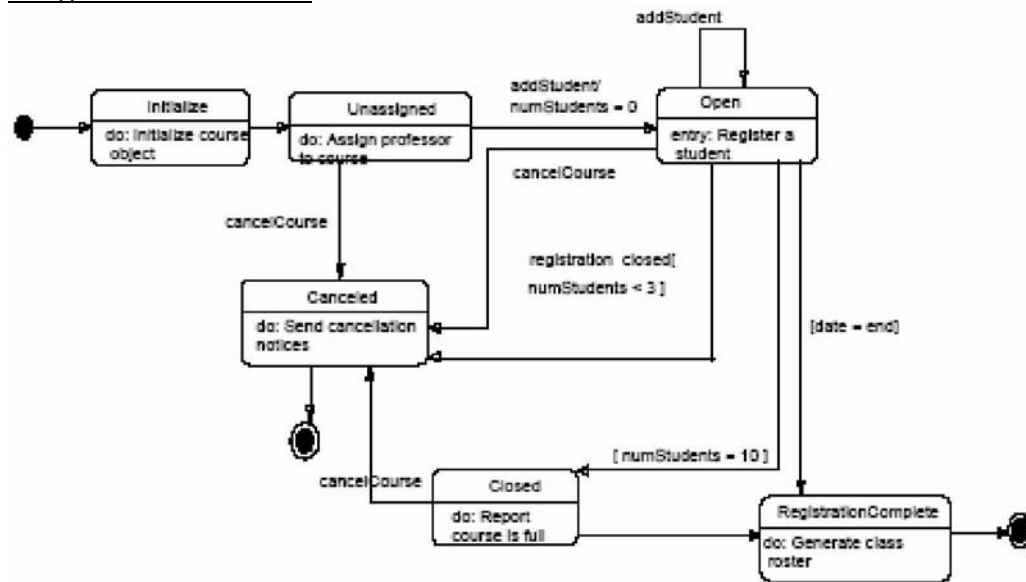 addStudent
addStudent/
numStudents = 0
Initialize
do: Initialize course
object
Unassigned
do: Assign professor
to course
Open
entry: Register a
student
cancelCourse
cancelCourse
registration closed[
numStudents < 3 ]
Canceled
do: Send cancellation
notices
[date = end]
[ numStudents = 10 ]
cancelCourse
Closed
do: Report
course is full
RegistrationComplete
do: Generate class
roster